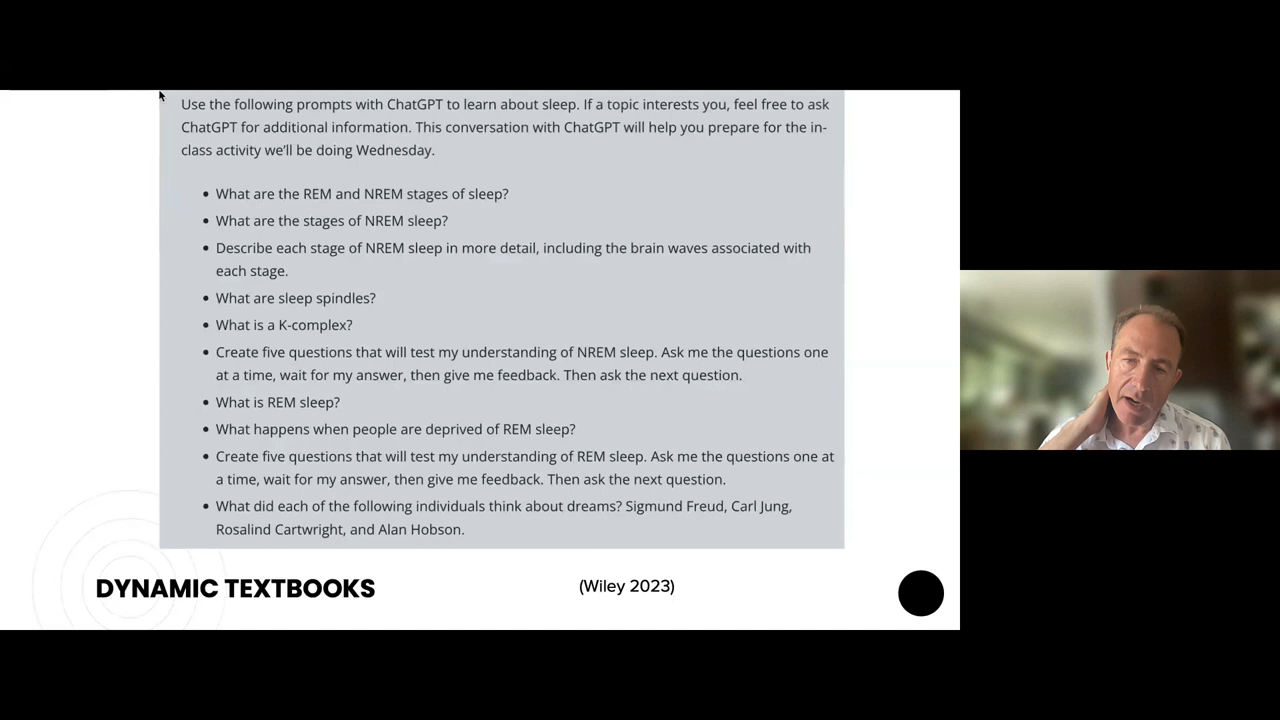 Use the following prompts with ChatGPT to learn about sleep. If a topic interests you, feel free to ask
ChatGPT for additional information. This conversation with ChatGPT will help you prepare for the in-
class activity we'll be doing Wednesday.
• What are the REM and NREM stages of sleep?
• What are the stages of NREM sleep?
• Describe each stage of NREM sleep in more detail, including the brain waves associated with
each stage.
• What are sleep spindles?
• What is a K-complex?
• Create five questions that will test my understanding of NREM sleep. Ask me the questions one
at a time, wait for my answer, then give me feedback. Then ask the next question.
• What is REM sleep?
• What happens when people are deprived of REM sleep?
• Create five questions that will test my understanding of REM sleep. Ask me the questions one at
a time, wait for my answer, then give me feedback. Then ask the next question.
• What did each of the following individuals think about dreams? Sigmund Freud, Carl Jung,
Rosalind Cartwright, and Alan Hobson.
DYNAMIC TEXTBOOKS
(Wiley 2023)